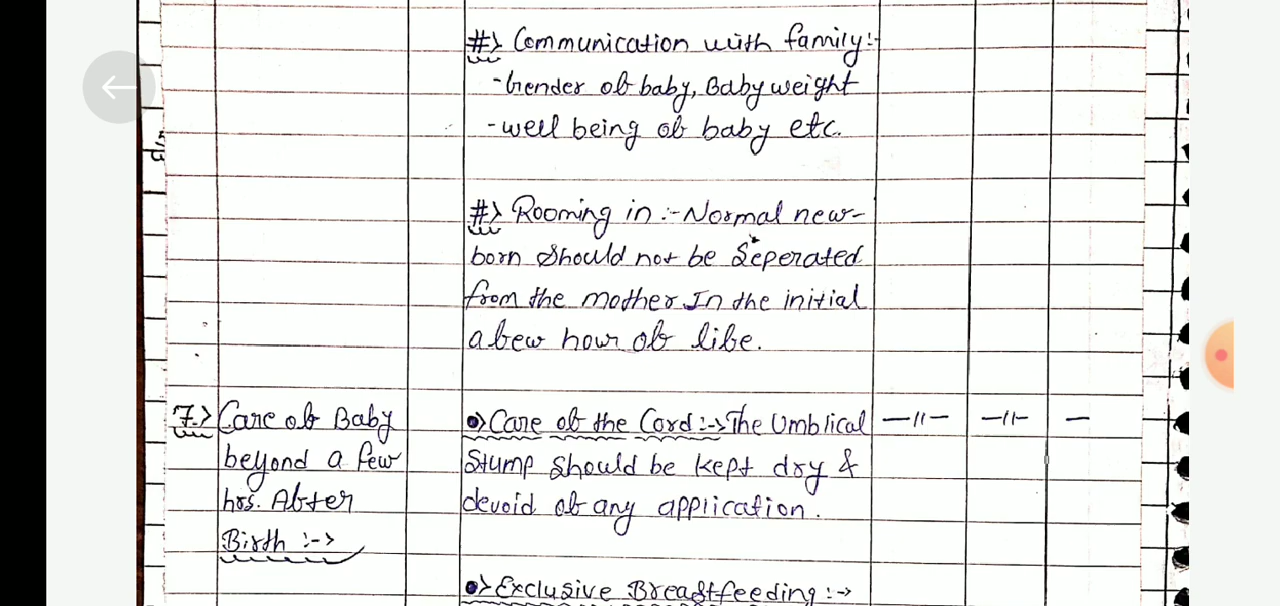 #> Communication with family:-
-Gender of baby, Baby weight
-well being of baby etc.
#> Rooming in :- Normal new-
born should not be Seperated
from the mother In the initial
a few hour of life.
7.> Care of Baby
beyond a few
hrs. After
Birth :->
•> Care of the Cord :-> The Umblical
Stump should be kept dry &
devoid of any application.
—11— —11— —
•> Exclusive Breastfeeding :->